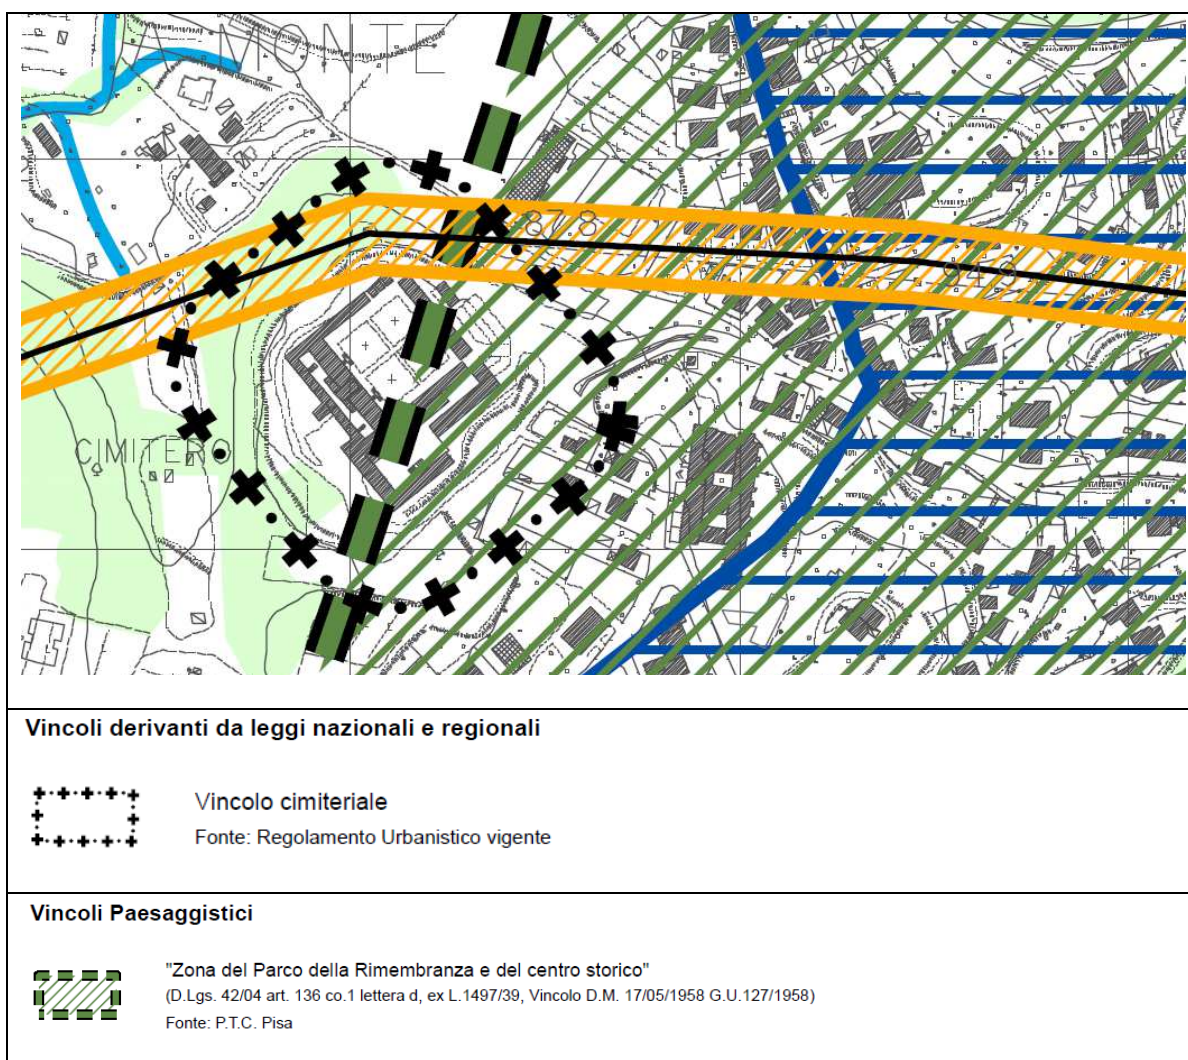 MONTE
87.8
CIMITERO
Vincoli derivanti da leggi nazionali e regionali
Vincolo cimiteriale
Fonte: Regolamento Urbanistico vigente
Vincoli Paesaggistici
"Zona del Parco della Rimembranza e del centro storico"
(D.Lgs. 42/04 art. 136 co.1 lettera d, ex L.1497/39, Vincolo D.M. 17/05/1958 G.U.127/1958)
Fonte: P.T.C. Pisa